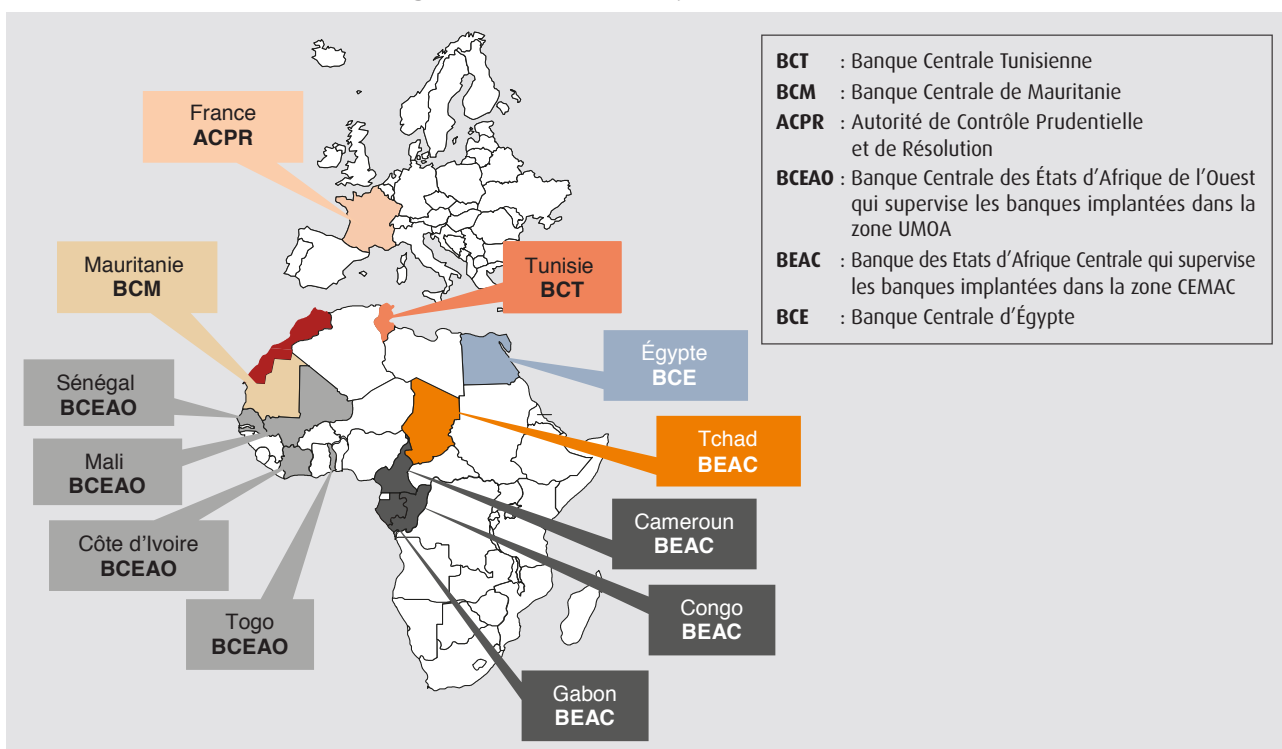 France
ACPR
Mauritanie
BCM
Tunisie
BCT
Égypte
BCE
Sénégal
BCEAO
Mali
BCEAO
Côte d'Ivoire
BCEAO
Togo
BCEAO
Tchad
BEAC
Cameroun
BEAC
Congo
BEAC
Gabon
BEAC
BCT : Banque Centrale Tunisienne
BCM : Banque Centrale de Mauritanie
ACPR : Autorité de Contrôle Prudentielle
et de Résolution
BCEAO : Banque Centrale des États d'Afrique de l'Ouest
qui supervise les banques implantées dans la
zone UMOA
BEAC : Banque des Etats d'Afrique Centrale qui supervise
les banques implantées dans la zone CEMAC
BCE : Banque Centrale d'Égypte